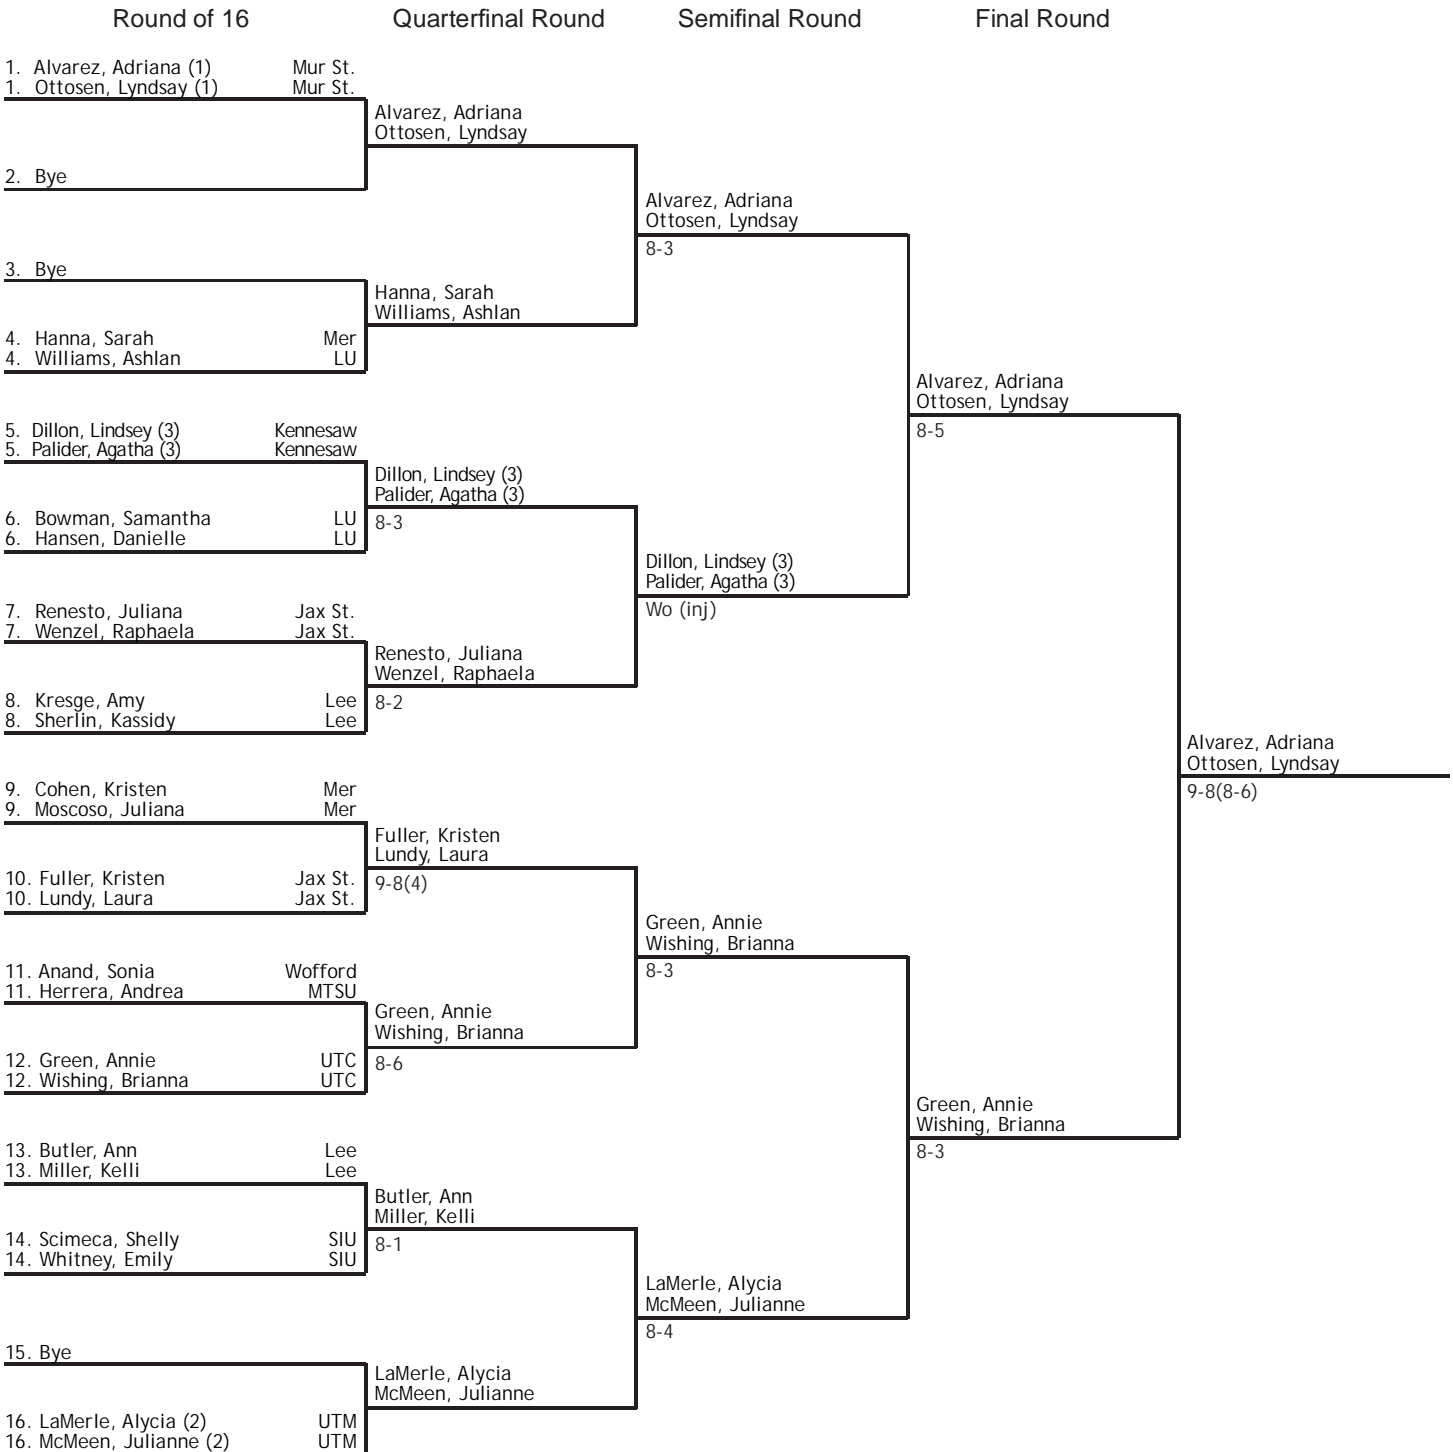 Round of 16 Quarterfinal Round Semifinal Round Final Round
1. Alvarez, Adriana (1) Mur St.
1. Ottosen, Lyndsay (1) Mur St.
2. Bye
3. Bye
4. Hanna, Sarah Mer
4. Williams, Ashlan LU
5. Dillon, Lindsey (3) Kennesaw
5. Palider, Agatha (3) Kennesaw
6. Bowman, Samantha LU
6. Hansen, Danielle LU
7. Renesto, Juliana Jax St.
7. Wenzel, Raphaela Jax St.
8. Kresge, Amy Lee
8. Sherlin, Kassidy Lee
9. Cohen, Kristen Mer
9. Moscoso, Juliana Mer
10. Fuller, Kristen Jax St.
10. Lundy, Laura Jax St.
11. Anand, Sonia Wofford
11. Herrera, Andrea MTSU
12. Green, Annie UTC
12. Wishing, Brianna UTC
13. Butler, Ann Lee
13. Miller, Kelli Lee
14. Scimeca, Shelly SIU
14. Whitney, Emily SIU
15. Bye
16. LaMerle, Alycia (2) UTM
16. McMeen, Julianne (2) UTM
Alvarez, Adriana
Ottosen, Lyndsay
Hanna, Sarah
Williams, Ashlan
Dillon, Lindsey (3)
Palider, Agatha (3)
8-3
Renesto, Juliana
Wenzel, Raphaela
8-2
Fuller, Kristen
Lundy, Laura
9-8(4)
Green, Annie
Wishing, Brianna
8-6
Butler, Ann
Miller, Kelli
8-1
LaMerle, Alycia
McMeen, Julianne
Alvarez, Adriana
Ottosen, Lyndsay
8-3
Dillon, Lindsey (3)
Palider, Agatha (3)
Wo (inj)
Green, Annie
Wishing, Brianna
8-3
LaMerle, Alycia
McMeen, Julianne
8-4
Alvarez, Adriana
Ottosen, Lyndsay
8-5
Green, Annie
Wishing, Brianna
8-3
Alvarez, Adriana
Ottosen, Lyndsay
9-8(8-6)